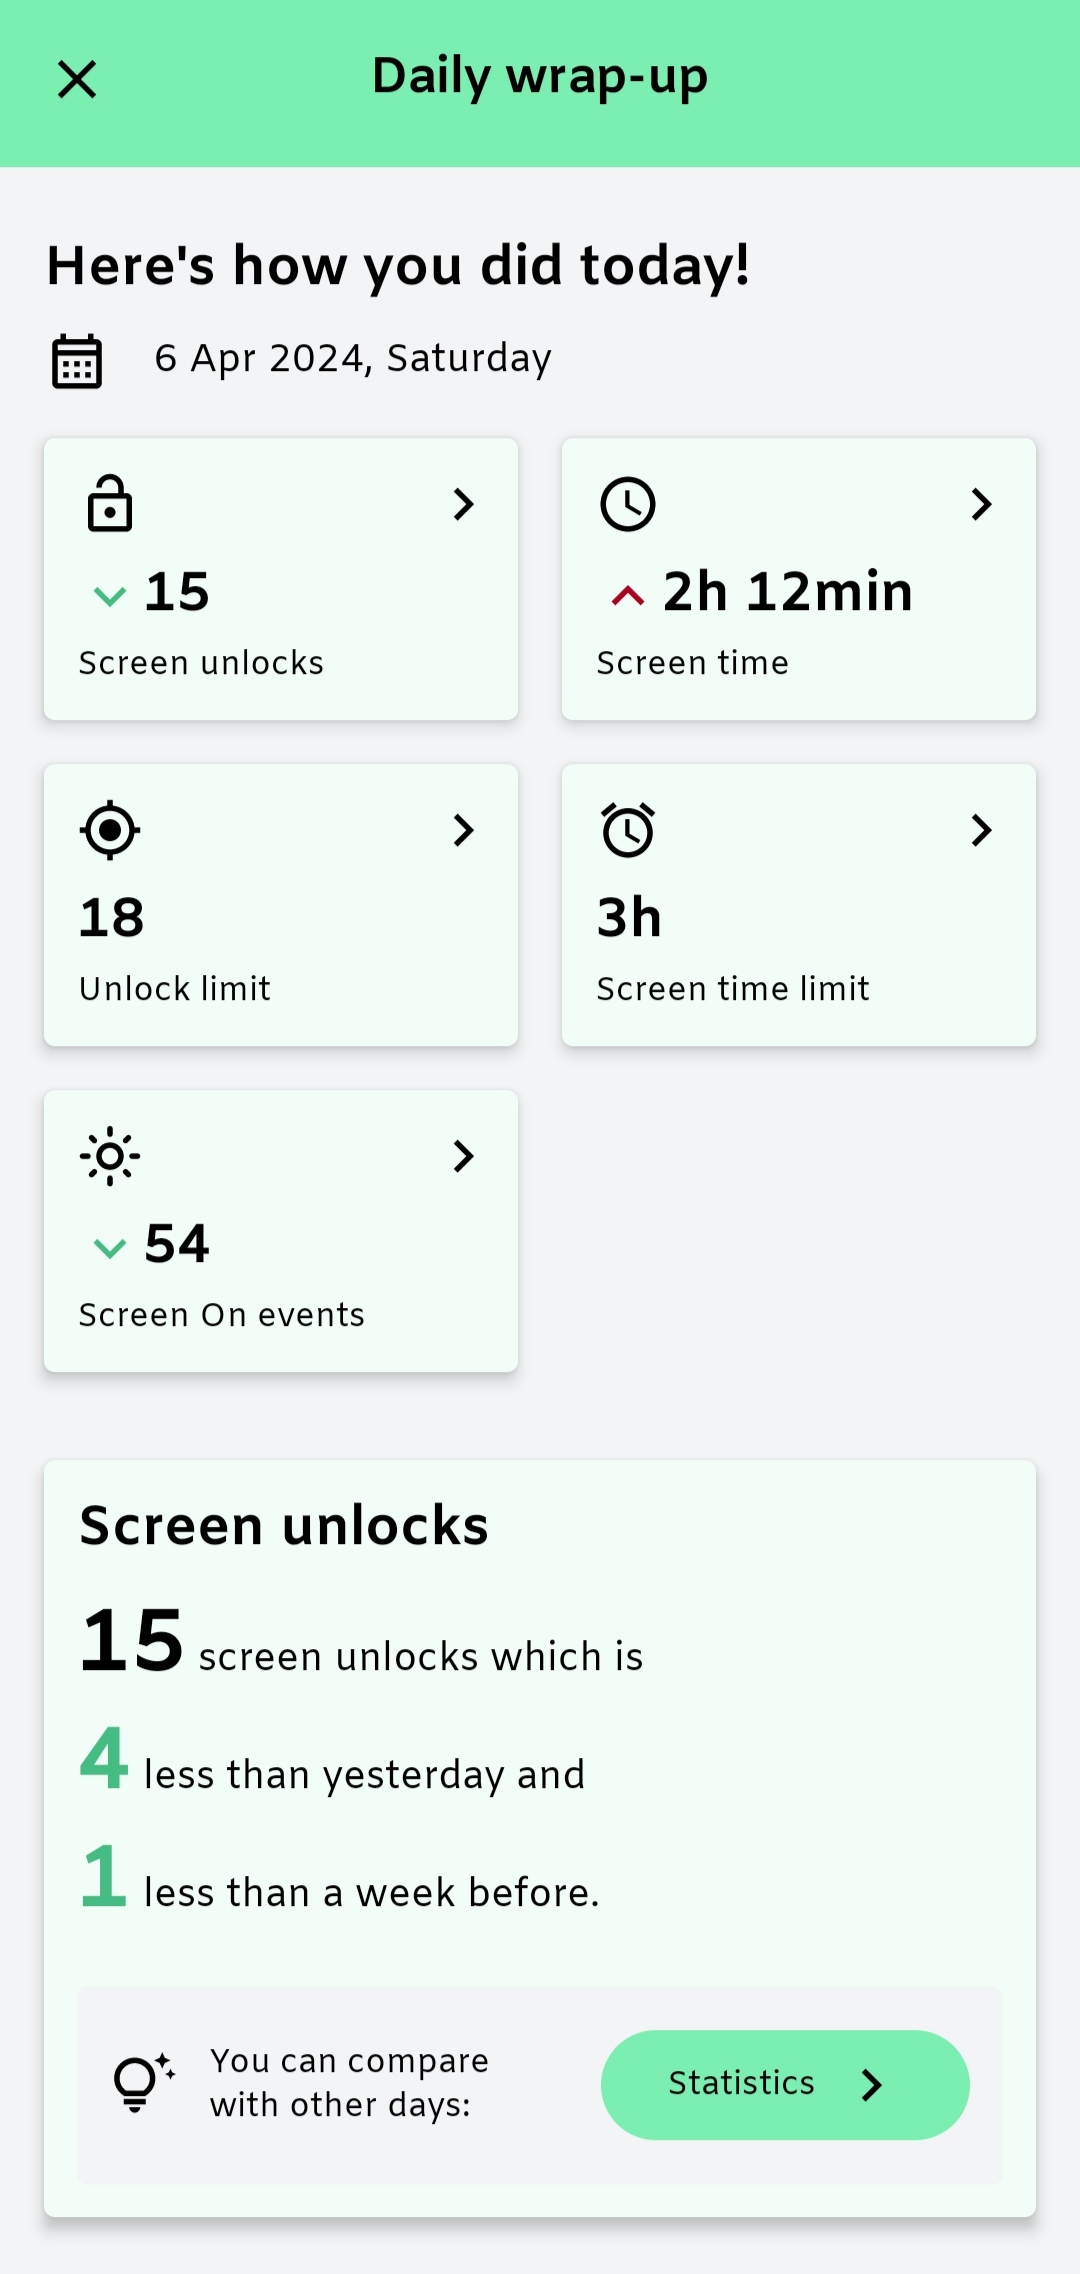 Daily wrap-up
Here's how you did today!
6 Apr 2024, Saturday
15
Screen unlocks
2h 12min
Screen time
18
Unlock limit
3h
Screen time limit
54
Screen On events
Screen unlocks
15 screen unlocks which is
4 less than yesterday and
1 less than a week before.
You can compare
with other days:
Statistics